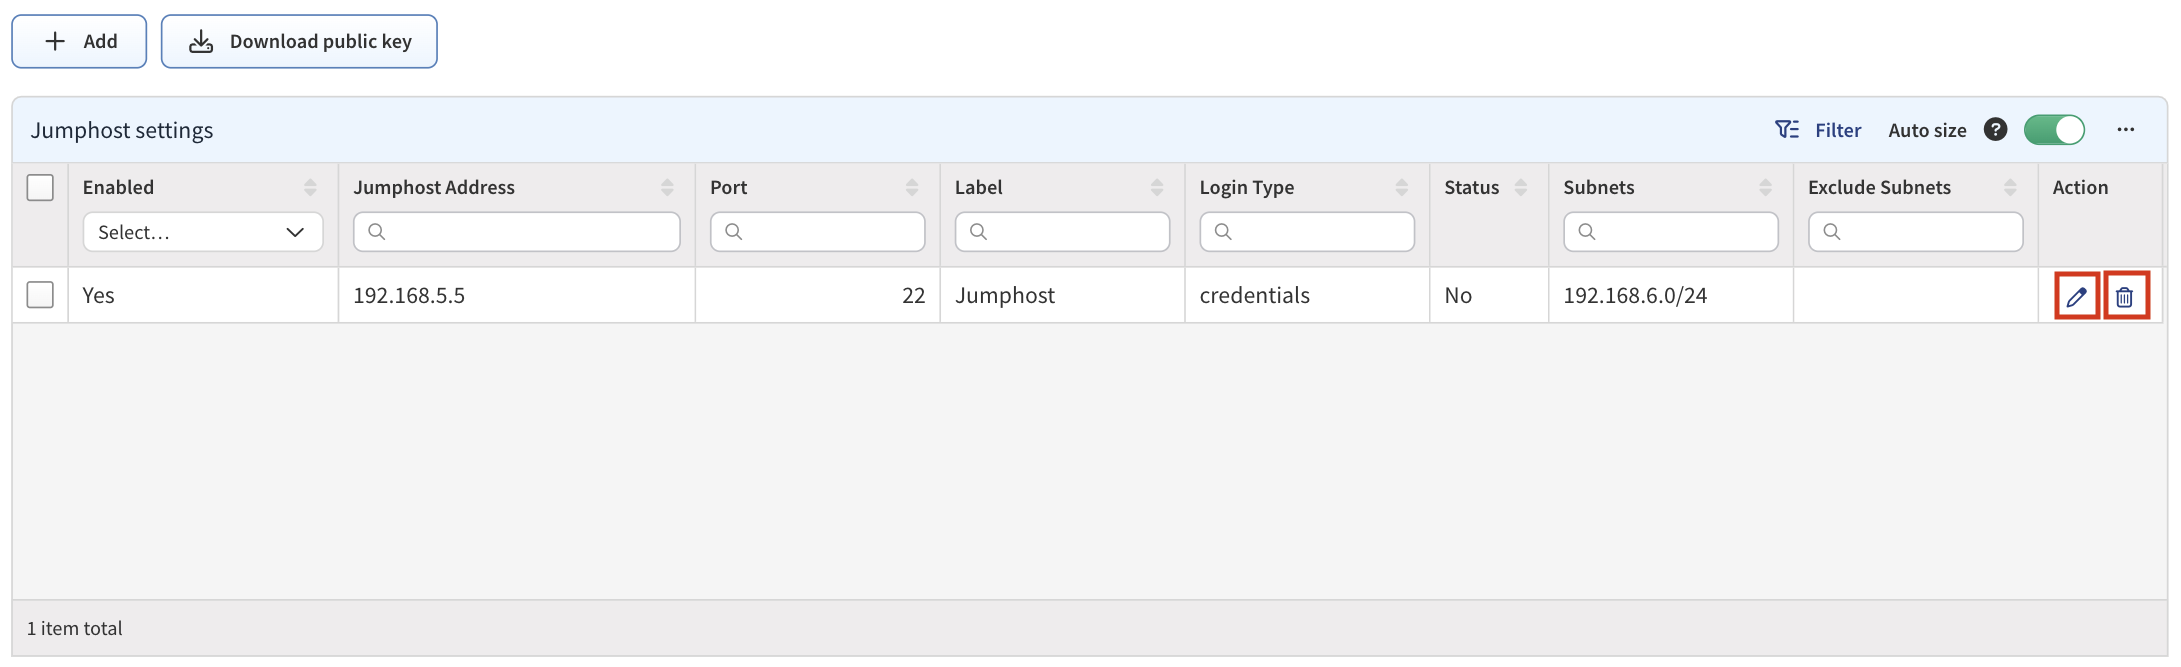 Add
Download public key
Jumphost settings
Filter
Auto size
?
Enabled
Jumphost Address
Port
Label
Login Type
Status
Subnets
Exclude Subnets
Action
Select...
Yes
192.168.5.5
22
Jumphost
credentials
No
192.168.6.0/24
1 item total